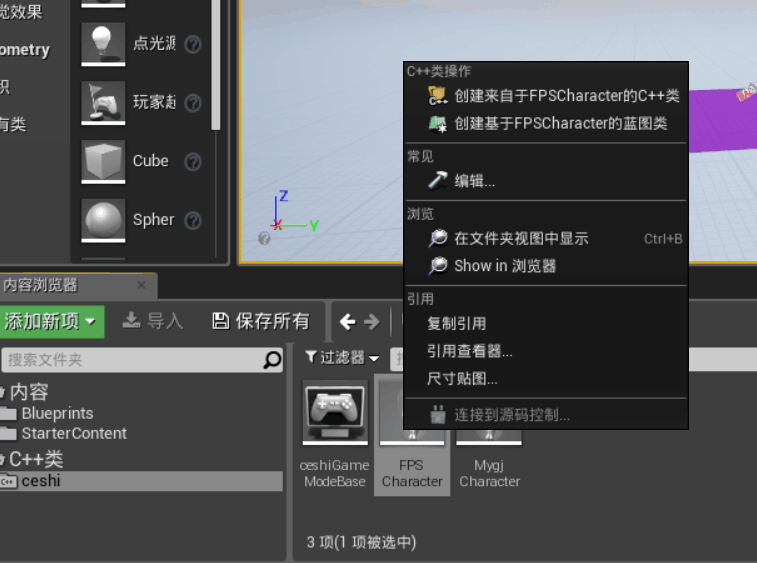 觉效果
ometry
积
有类
点光源
玩家起
Cube
Spher
Z
X
Y
C++类操作
创建来自于FPSCharacter的C++类
创建基于FPSCharacter的蓝图类
常见
编辑...
浏览
在文件夹视图中显示 Ctrl+B
Show in 浏览器
引用
复制引用
引用查看器...
尺寸贴图...
连接到源码控制...
内容浏览器
添加新项
导入
保存所有
搜索文件夹
过滤器
内容
Blueprints
StarterContent
C++类
ceshi
ceshiGame
ModeBase
FPS
Character
Mygj
Character
3 项(1 项被选中)